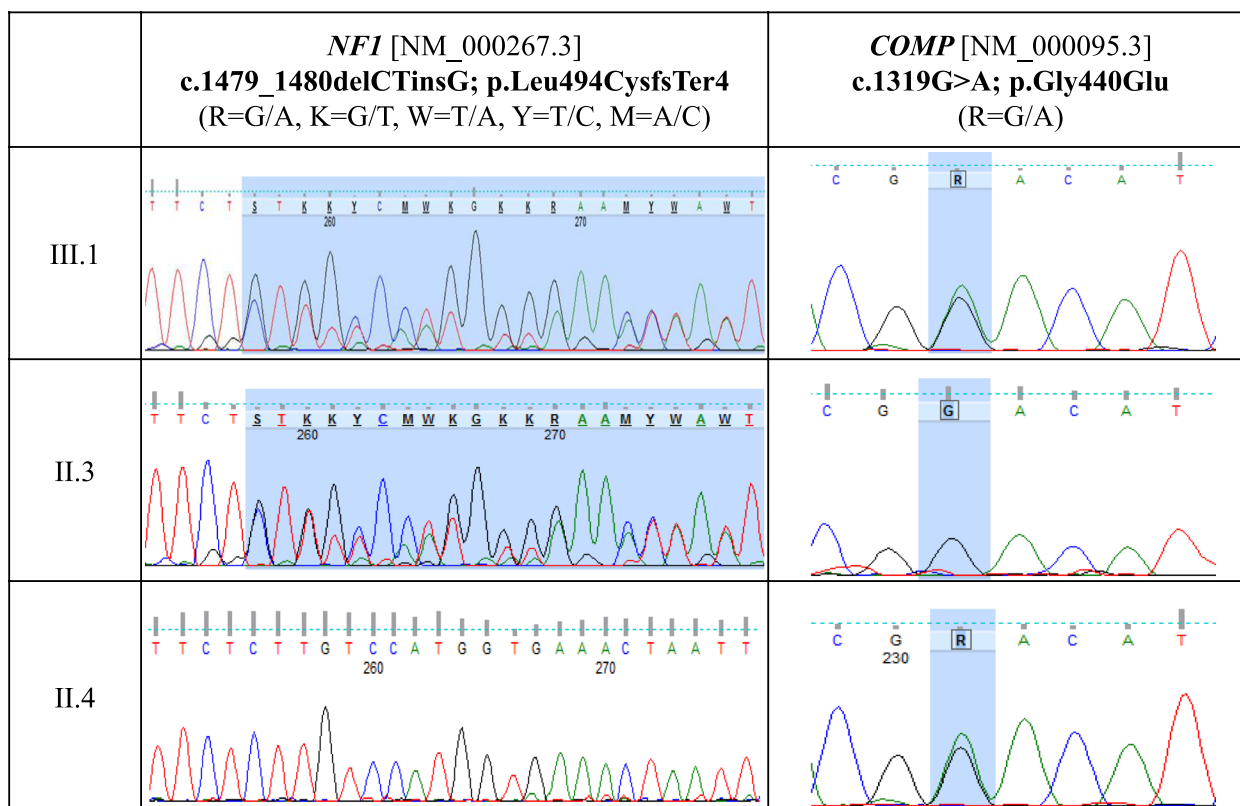 NF1 [NM_000267.3]
c.1479_1480delCTinsG; p.Leu494CysfsTer4
(R=G/A, K=G/T, W=T/A, Y=T/C, M=A/C)
COMP [NM_000095.3]
c.1319G>A; p.Gly440Glu
(R=G/A)
III.1
T T C T S T K K Y C M W K G K K R A A M Y W A W T
260 270
C G R A C A T
II.3
T T C T S T K K Y C M W K G K K R A A M Y W A W T
260 270
C G G A C A T
II.4
T T C T C T T G T C C A T G G T G A A A C T A A T T
260 270
C G R A C A T
230